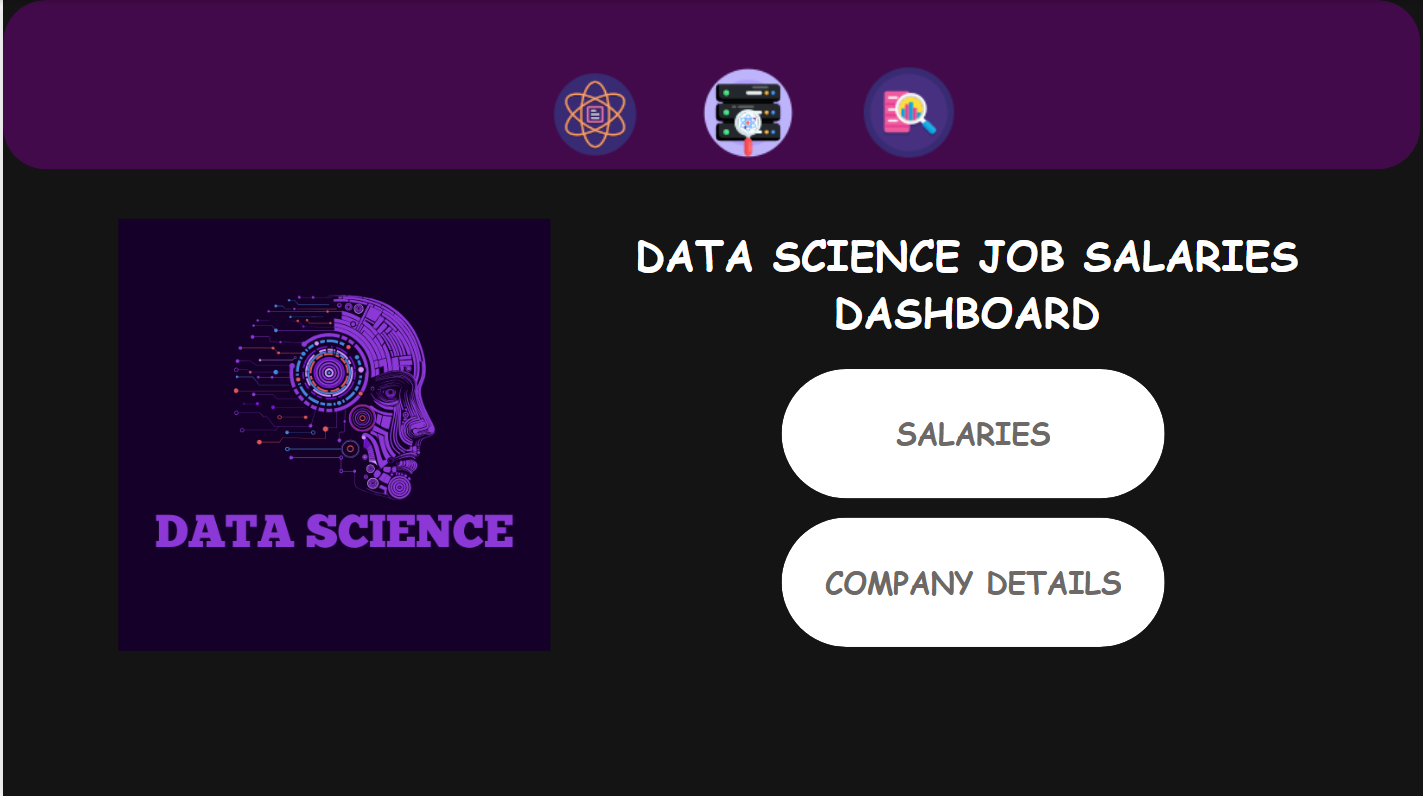 DATA SCIENCE JOB SALARIES
DASHBOARD
SALARIES
COMPANY DETAILS
DATA SCIENCE